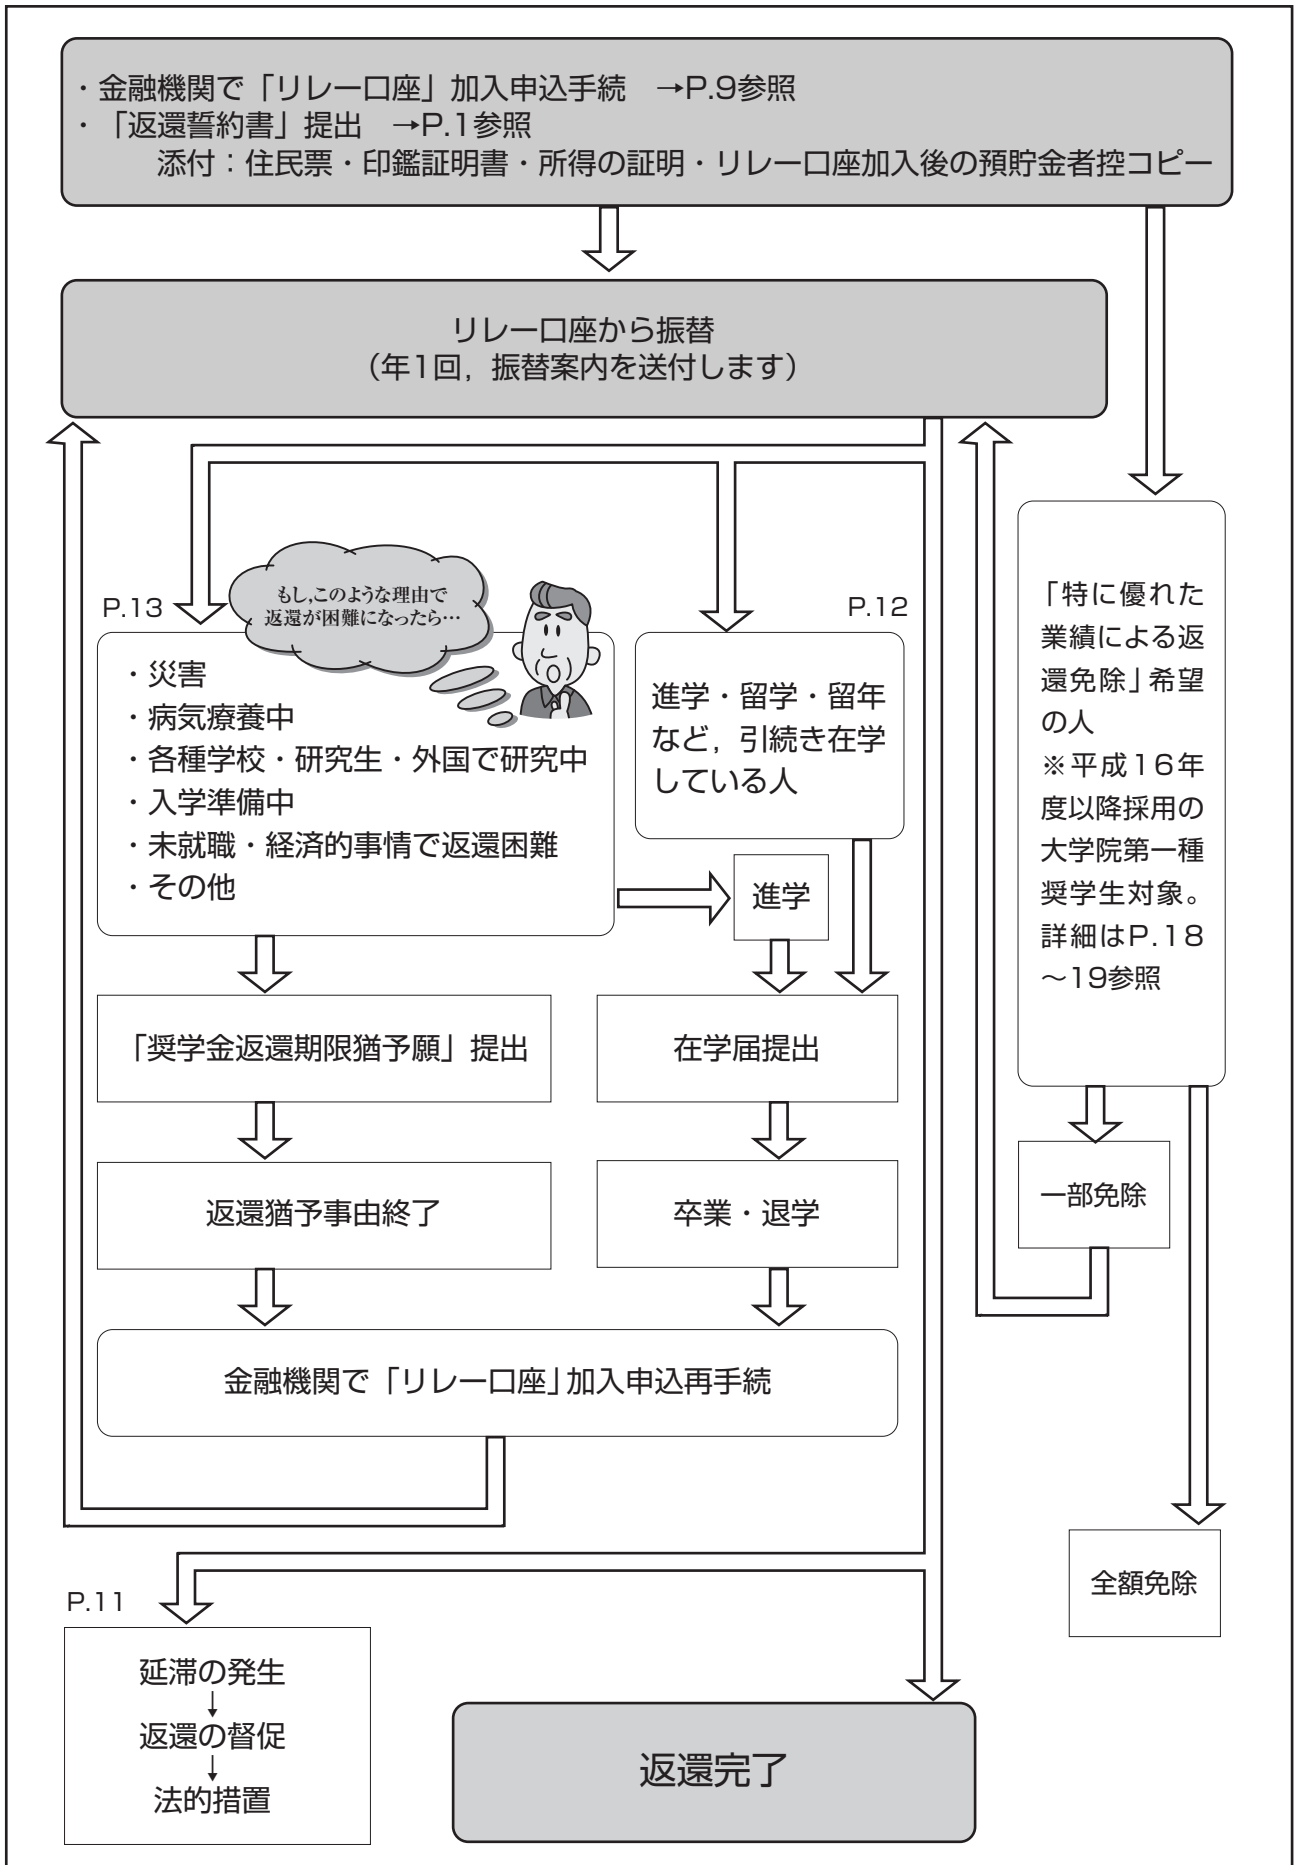 ・金融機関で「リレー口座」加入申込手続　→P.9参照
・「返還誓約書」提出　→P.1参照
添付：住民票・印鑑証明書・所得の証明・リレー口座加入後の預貯金者控コピー
リレー口座から振替
（年1回，振替案内を送付します）
P.13
もし,このような理由で
返還が困難になったら…
・災害
・病気療養中
・各種学校・研究生・外国で研究中
・入学準備中
・未就職・経済的事情で返還困難
・その他
P.12
進学・留学・留年
など，引続き在学
している人
進学
「特に優れた
業績による返
還免除」希望
の人
※平成16年
度以降採用の
大学院第一種
奨学生対象。
詳細はP.18
～19参照
「奨学金返還期限猶予願」提出
在学届提出
返還猶予事由終了
卒業・退学
一部免除
金融機関で「リレー口座」加入申込再手続
全額免除
P.11
延滞の発生
↓
返還の督促
↓
法的措置
返還完了